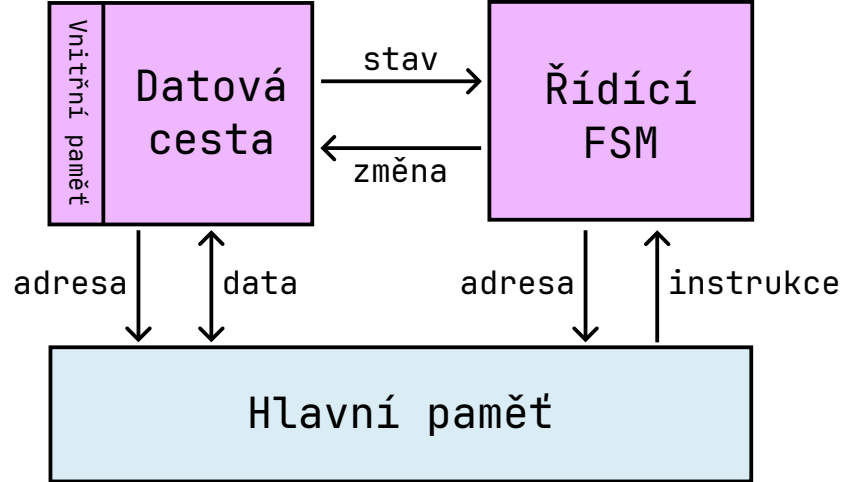 Vnitřní paměť
Datová
cesta
stav
změna
Řídící
FSM
adresa
data
adresa
instrukce
Hlavní paměť